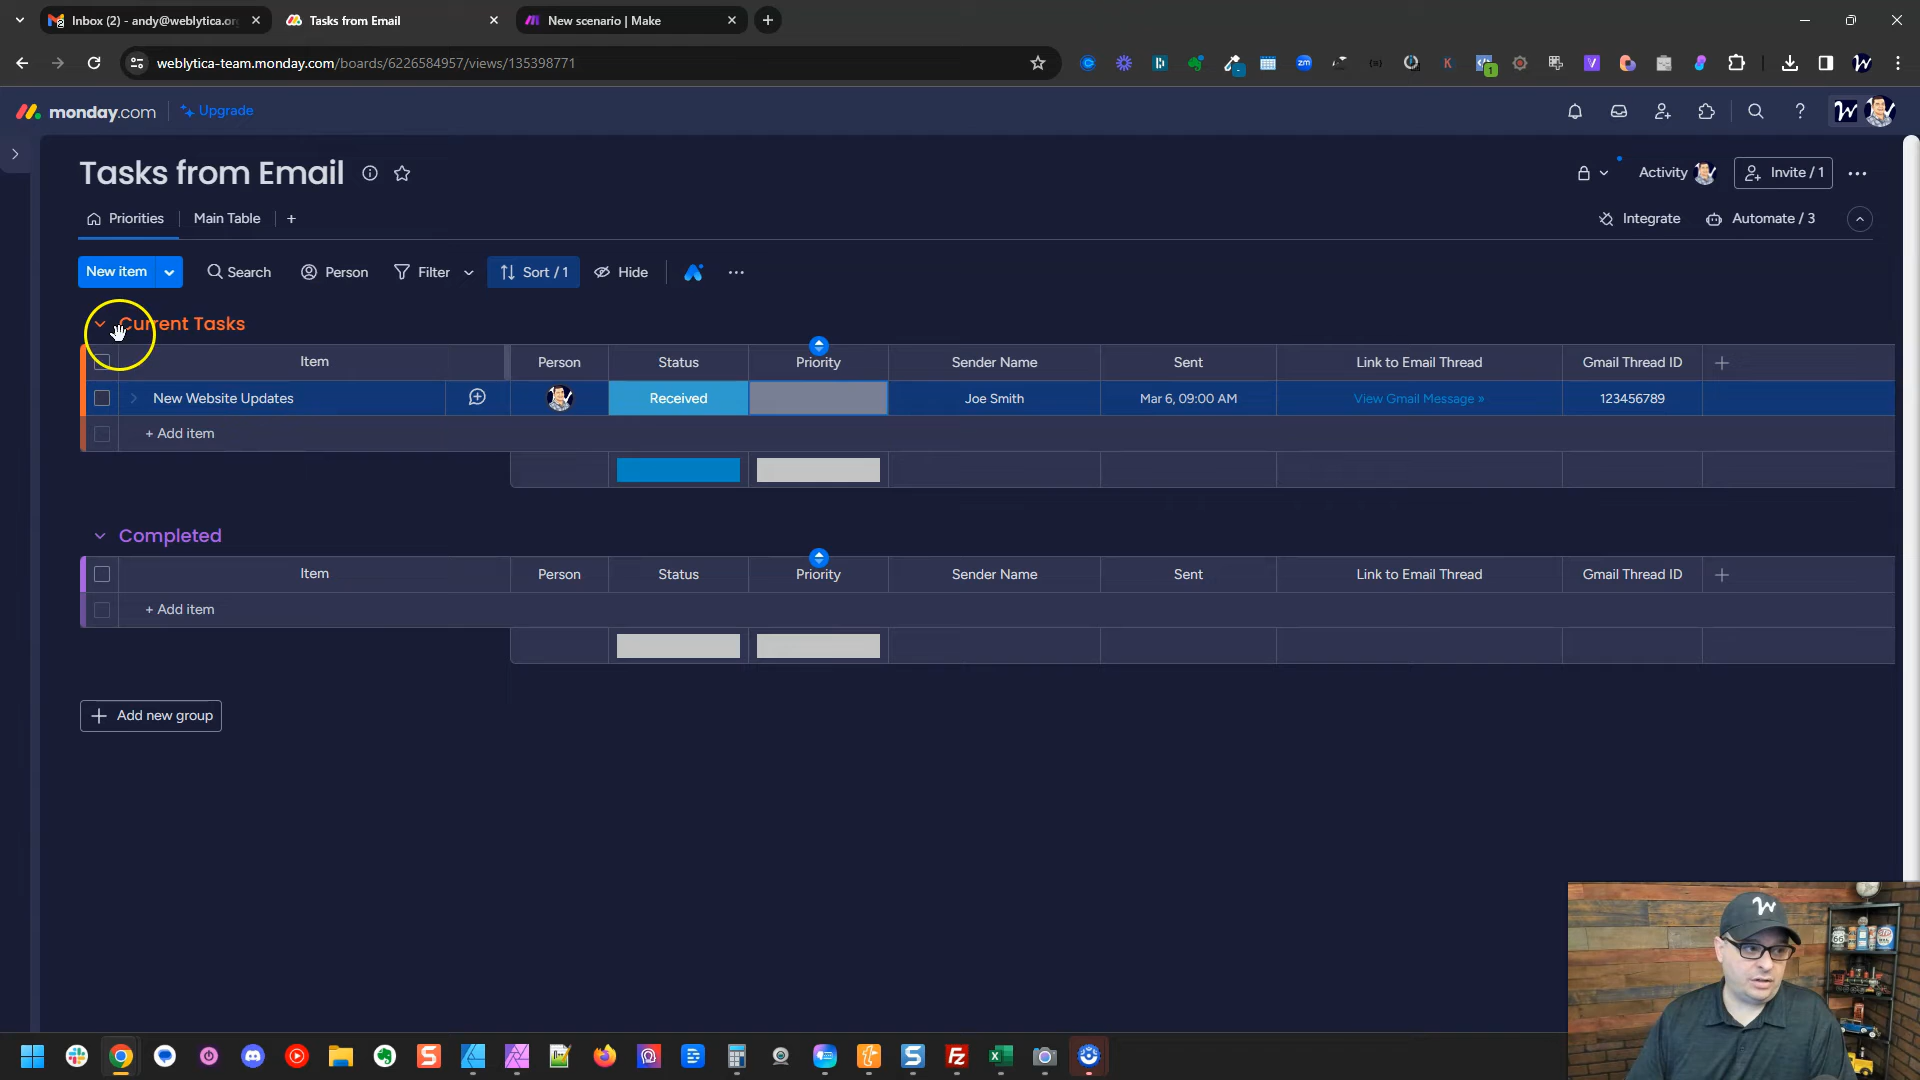 Inbox (2) - andy@weblytica.or
Tasks from Email
New scenario | Make
weblytica-team.monday.com/boards/6226584957/views/135398771
monday.com
Upgrade
Tasks from Email
Activity
Invite / 1
Priorities
Main Table
Integrate
Automate / 3
New item
Search
Person
Filter
Sort / 1
Hide
Current Tasks
Item Person Status Priority Sender Name Sent Link to Email Thread Gmail Thread ID
New Website Updates Received Joe Smith Mar 6, 09:00 AM View Gmail Message » 123456789
+ Add item
Completed
Item Person Status Priority Sender Name Sent Link to Email Thread Gmail Thread ID
+ Add item
Add new group